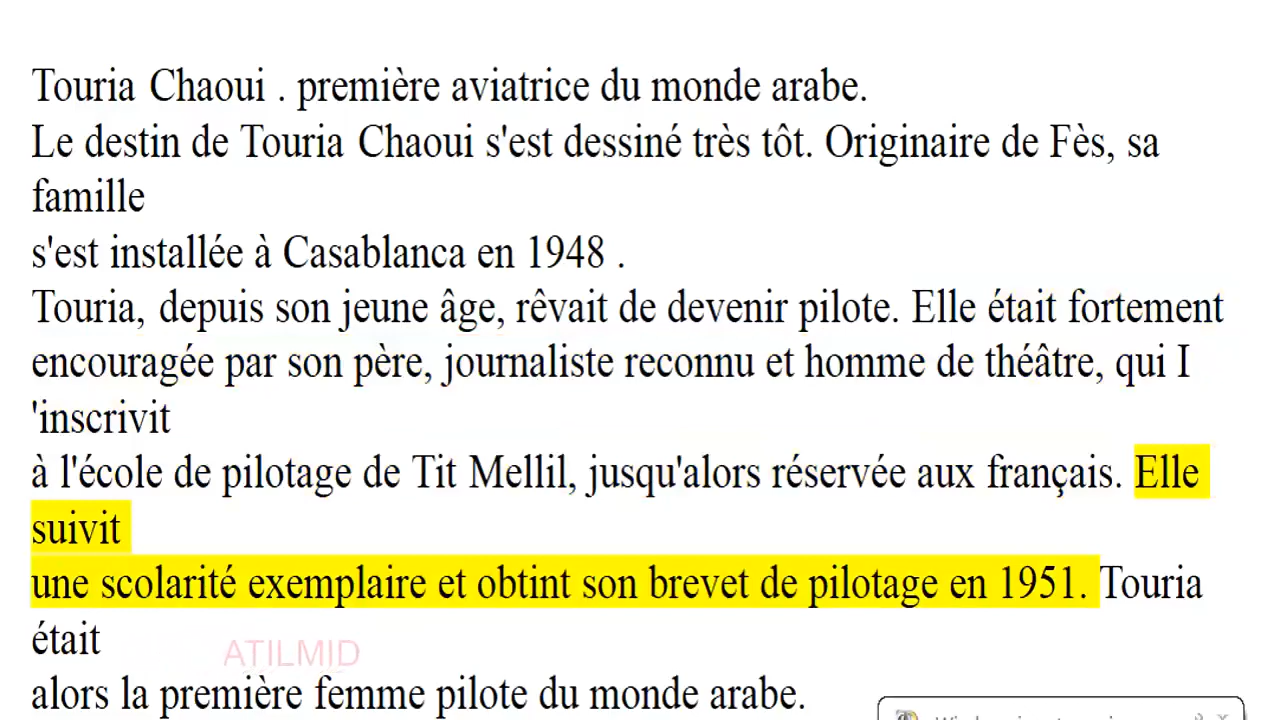 Touria Chaoui . première aviatrice du monde arabe.
Le destin de Touria Chaoui s'est dessiné très tôt. Originaire de Fès, sa
famille
s'est installée à Casablanca en 1948 .
Touria, depuis son jeune âge, rêvait de devenir pilote. Elle était fortement
encouragée par son père, journaliste reconnu et homme de théâtre, qui I
'inscrivit
à l'école de pilotage de Tit Mellil, jusqu'alors réservée aux français. Elle
suivit
une scolarité exemplaire et obtint son brevet de pilotage en 1951. Touria
était
ATILMID
alors la première femme pilote du monde arabe.